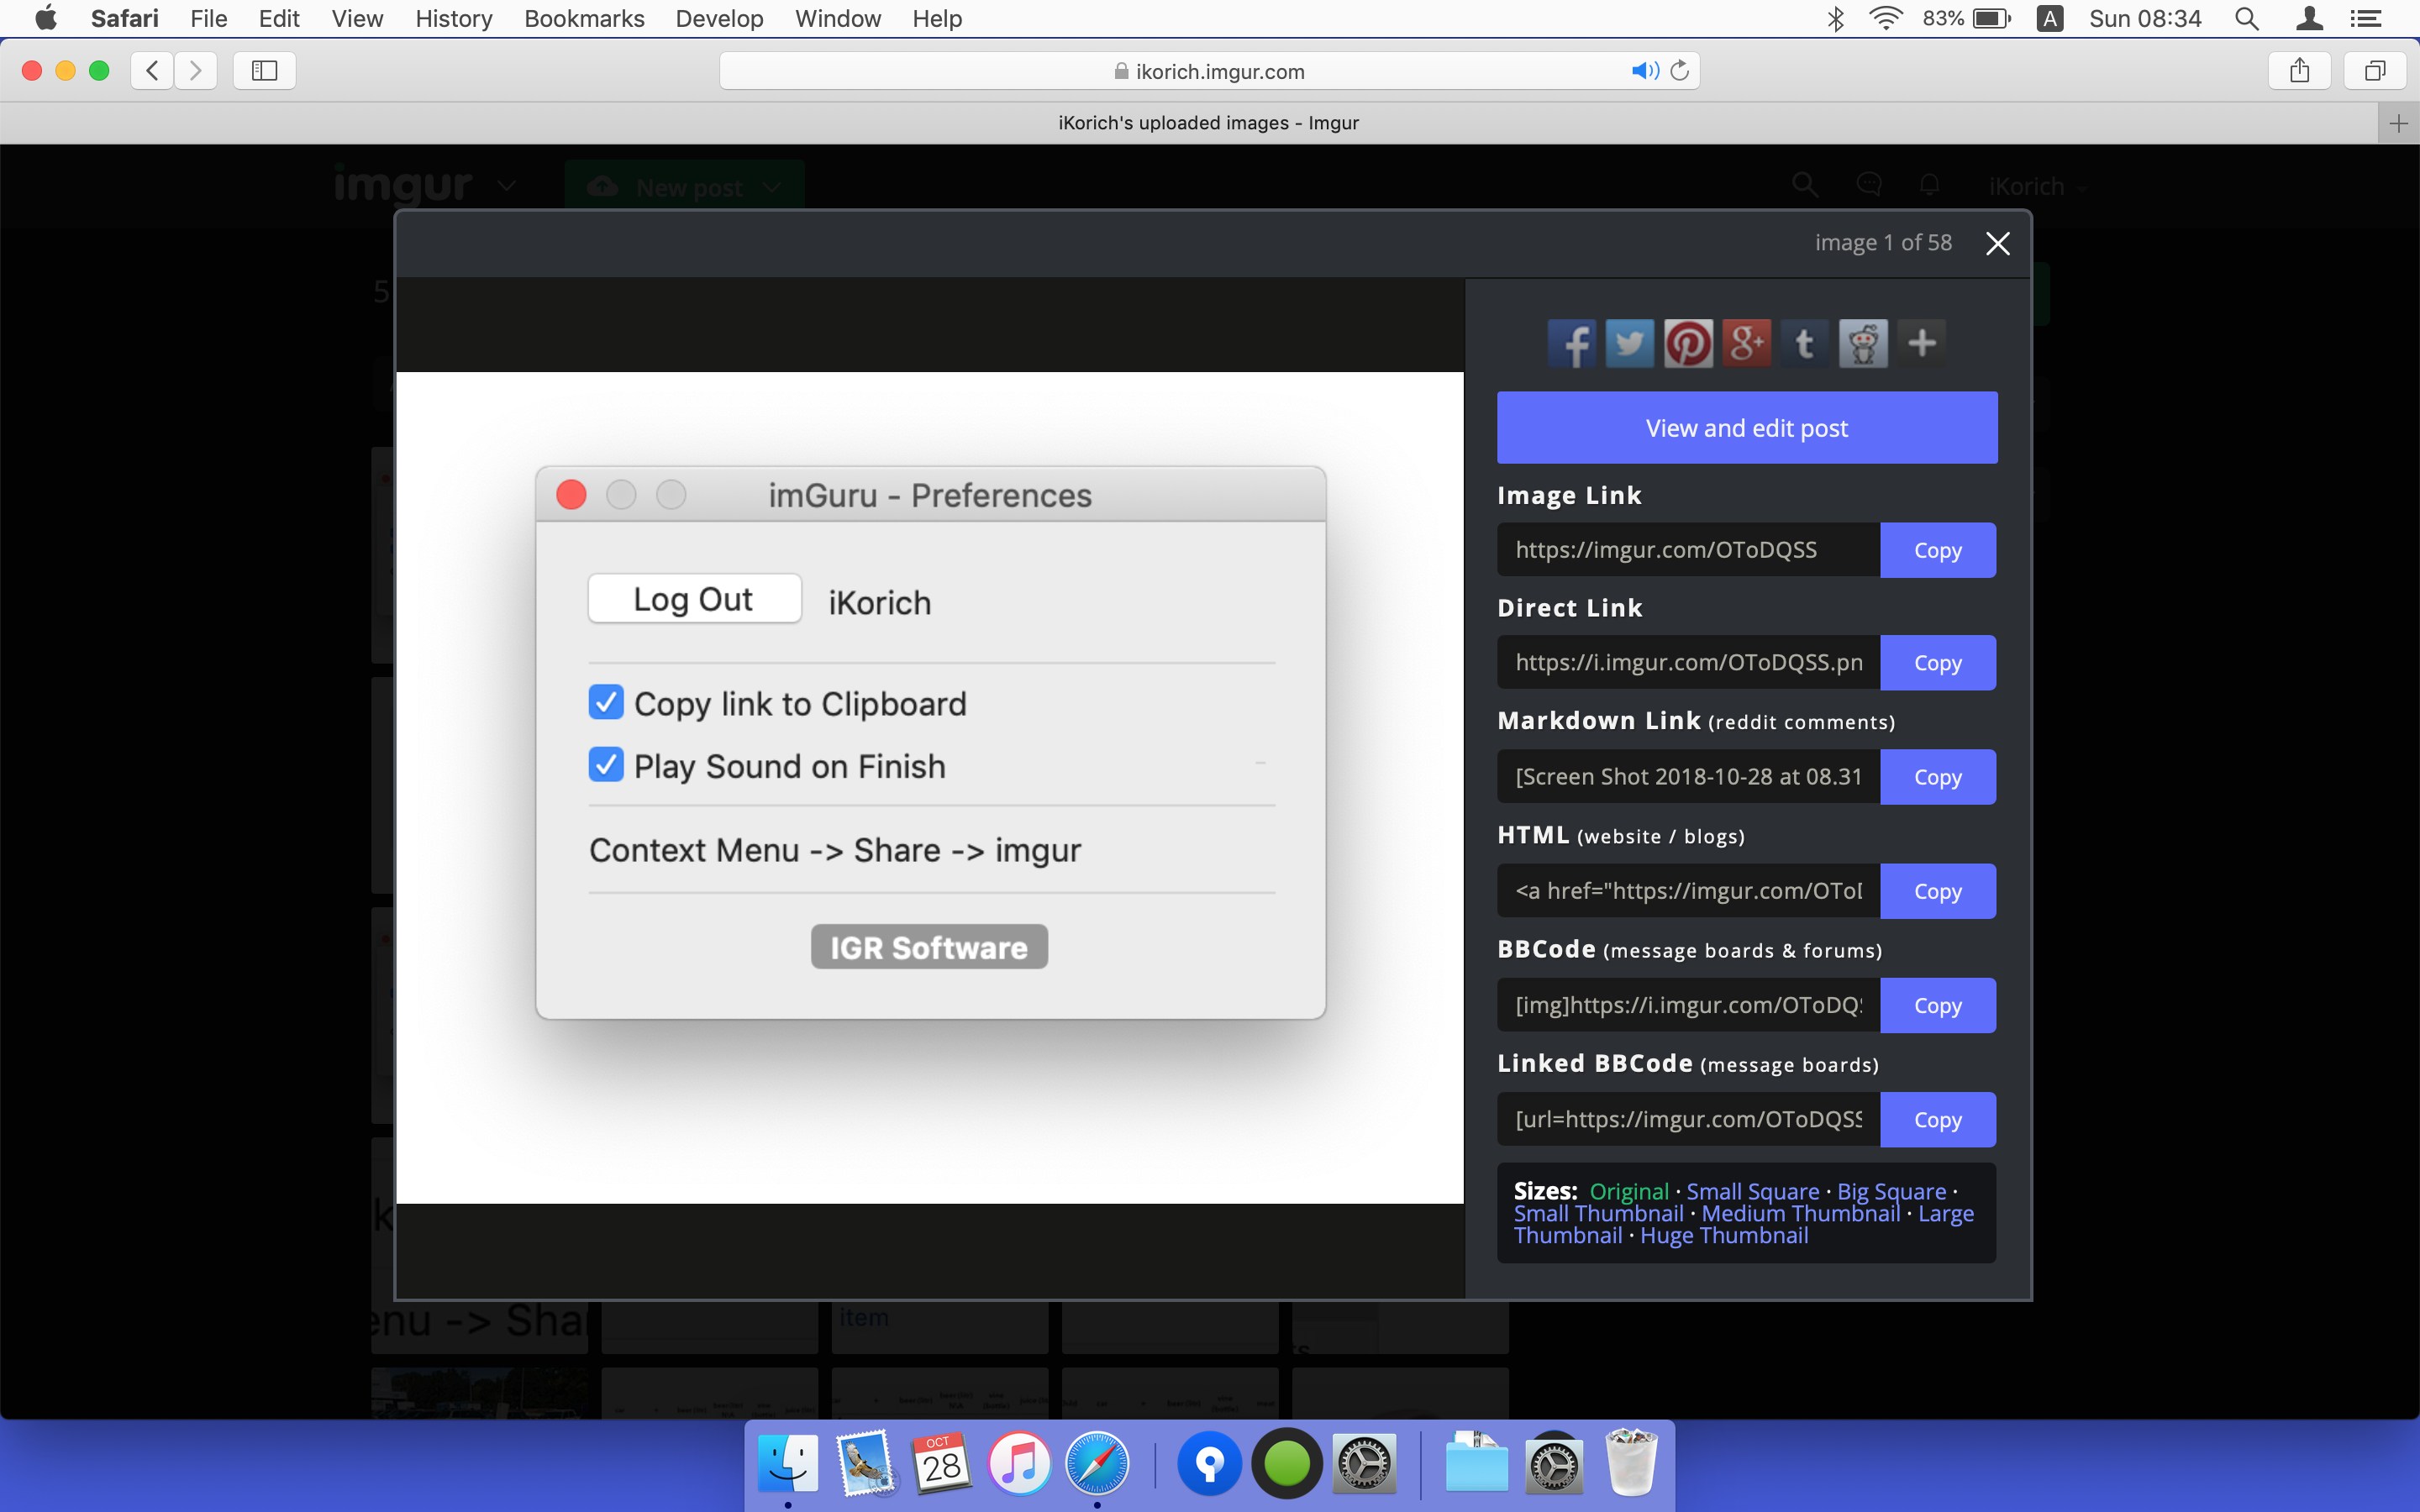 Safari File Edit View History Bookmarks Develop Window Help 83% A Sun 08:34
ikorich.imgur.com
iKorich's uploaded images - Imgur
imgur New post iKorich
image 1 of 58
5
View and edit post
imGuru - Preferences
Log Out iKorich
Copy link to Clipboard
Play Sound on Finish
Context Menu -> Share -> imgur
IGR Software
Image Link
https://imgur.com/OToDQSS Copy
Direct Link
https://i.imgur.com/OToDQSS.pn Copy
Markdown Link (reddit comments)
[Screen Shot 2018-10-28 at 08.31 Copy
HTML (website / blogs)
<a href="https://imgur.com/OTo Copy
BBCode (message boards & forums)
[img]https://i.imgur.com/OToDQ Copy
Linked BBCode (message boards)
[url=https://imgur.com/OToDQSS Copy
Sizes: Original · Small Square · Big Square ·
Small Thumbnail · Medium Thumbnail · Large
Thumbnail · Huge Thumbnail
enu -> Shar
item
OCT
28